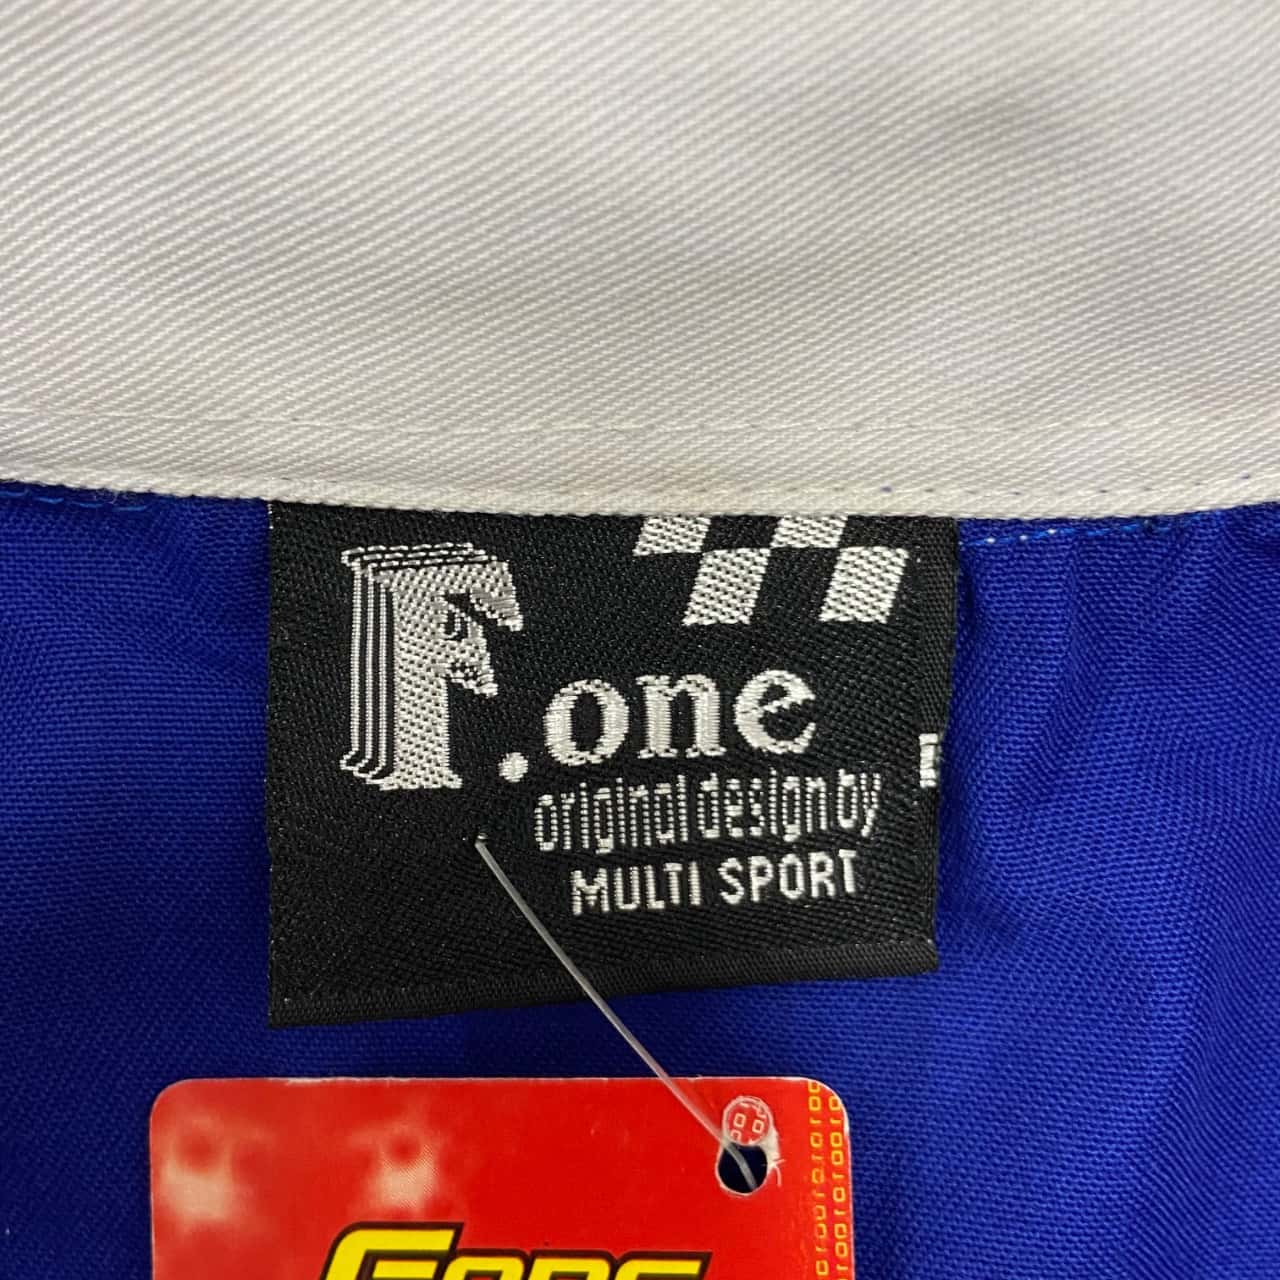 F.one
original design by
MULTI SPORT